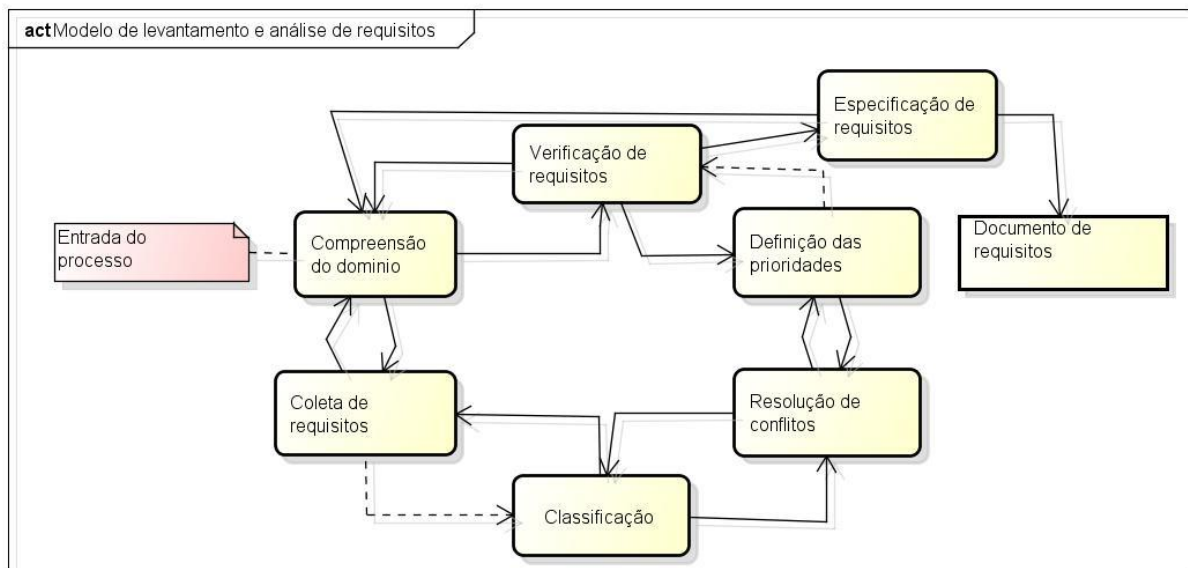 act Modelo de levantamento e análise de requisitos
Especificação de
requisitos
Verificação de
requisitos
Entrada do
processo
Compreensão
do dominio
Definição das
prioridades
Documento de
requisitos
Coleta de
requisitos
Resolução de
conflitos
Classificação